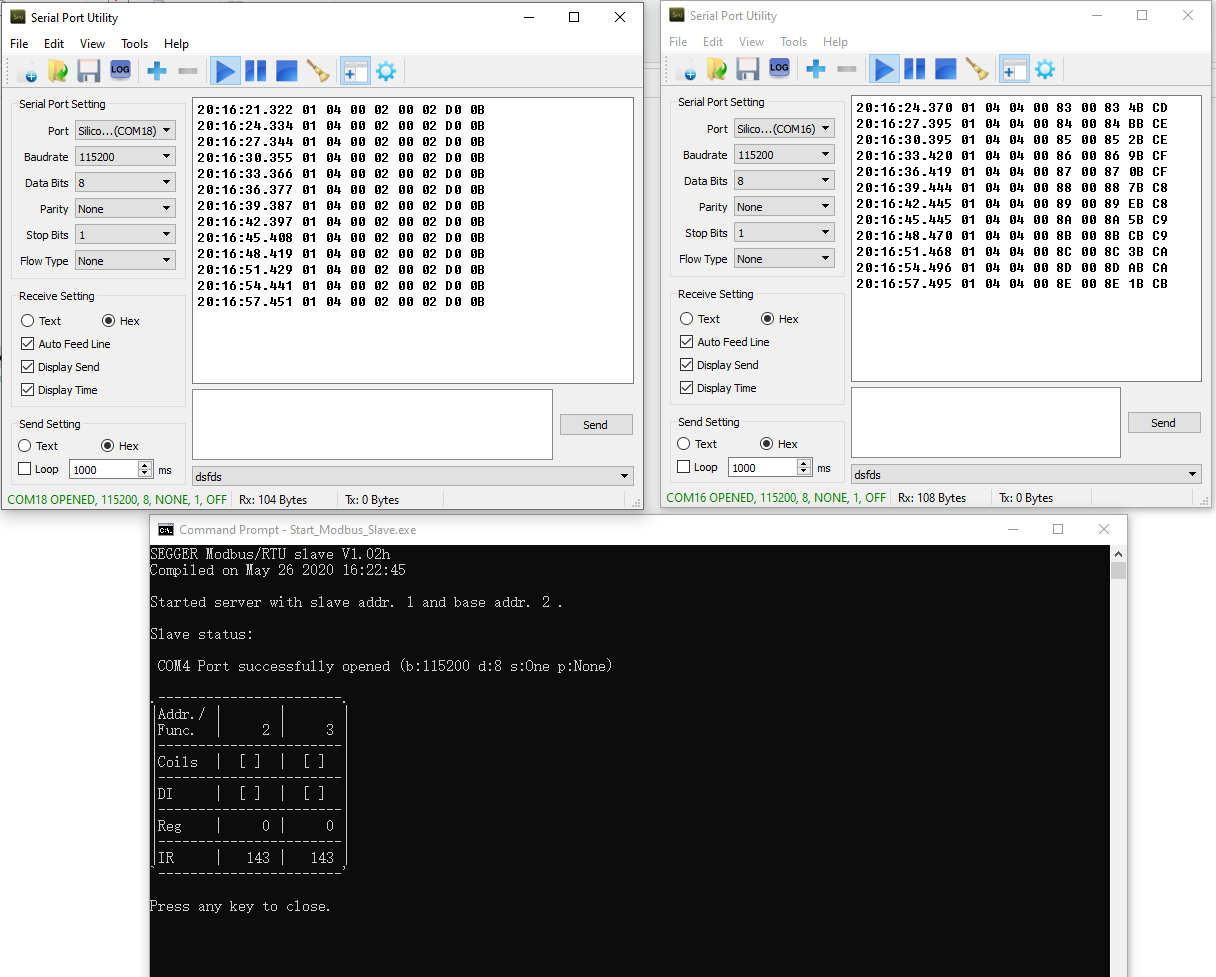 Serial Port Utility
File Edit View Tools Help
LOG
Serial Port Setting
Port Silico...(COM18)
Baudrate 115200
Data Bits 8
Parity None
Stop Bits 1
Flow Type None
Receive Setting
Text Hex
Auto Feed Line
Display Send
Display Time
Send Setting
Text Hex
Loop 1000 ms
20:16:21.322 01 04 00 02 00 02 D0 0B
20:16:24.334 01 04 00 02 00 02 D0 0B
20:16:27.344 01 04 00 02 00 02 D0 0B
20:16:30.355 01 04 00 02 00 02 D0 0B
20:16:33.366 01 04 00 02 00 02 D0 0B
20:16:36.377 01 04 00 02 00 02 D0 0B
20:16:39.387 01 04 00 02 00 02 D0 0B
20:16:42.397 01 04 00 02 00 02 D0 0B
20:16:45.408 01 04 00 02 00 02 D0 0B
20:16:48.419 01 04 00 02 00 02 D0 0B
20:16:51.429 01 04 00 02 00 02 D0 0B
20:16:54.441 01 04 00 02 00 02 D0 0B
20:16:57.451 01 04 00 02 00 02 D0 0B
Send
dsfds
COM18 OPENED, 115200, 8, NONE, 1, OFF Rx: 104 Bytes Tx: 0 Bytes
Serial Port Utility
File Edit View Tools Help
LOG
Serial Port Setting
Port Silico...(COM16)
Baudrate 115200
Data Bits 8
Parity None
Stop Bits 1
Flow Type None
Receive Setting
Text Hex
Auto Feed Line
Display Send
Display Time
Send Setting
Text Hex
Loop 1000 ms
20:16:24.370 01 04 04 00 83 00 83 4B CD
20:16:27.395 01 04 04 00 84 00 84 BB CE
20:16:30.395 01 04 04 00 85 00 85 2B CE
20:16:33.420 01 04 04 00 86 00 86 9B CF
20:16:36.419 01 04 04 00 87 00 87 0B CF
20:16:39.444 01 04 04 00 88 00 88 7B C8
20:16:42.445 01 04 04 00 89 00 89 EB C8
20:16:45.445 01 04 04 00 8A 00 8A 5B C9
20:16:48.470 01 04 04 00 8B 00 8B CB C9
20:16:51.468 01 04 04 00 8C 00 8C 3B CA
20:16:54.496 01 04 04 00 8D 00 8D AB CA
20:16:57.495 01 04 04 00 8E 00 8E 1B CB
Send
dsfds
COM16 OPENED, 115200, 8, NONE, 1, OFF Rx: 108 Bytes Tx: 0 Bytes
Command Prompt - Start_Modbus_Slave.exe
SEGGER Modbus/RTU slave V1.02h
Compiled on May 26 2020 16:22:45
Started server with slave addr. 1 and base addr. 2 .
Slave status:
COM4 Port successfully opened (b:115200 d:8 s:One p:None)
Addr./
Func. | 2 | 3
Coils | [ ] | [ ]
DI | [ ] | [ ]
Reg | 0 | 0
IR | 143 | 143
Press any key to close.